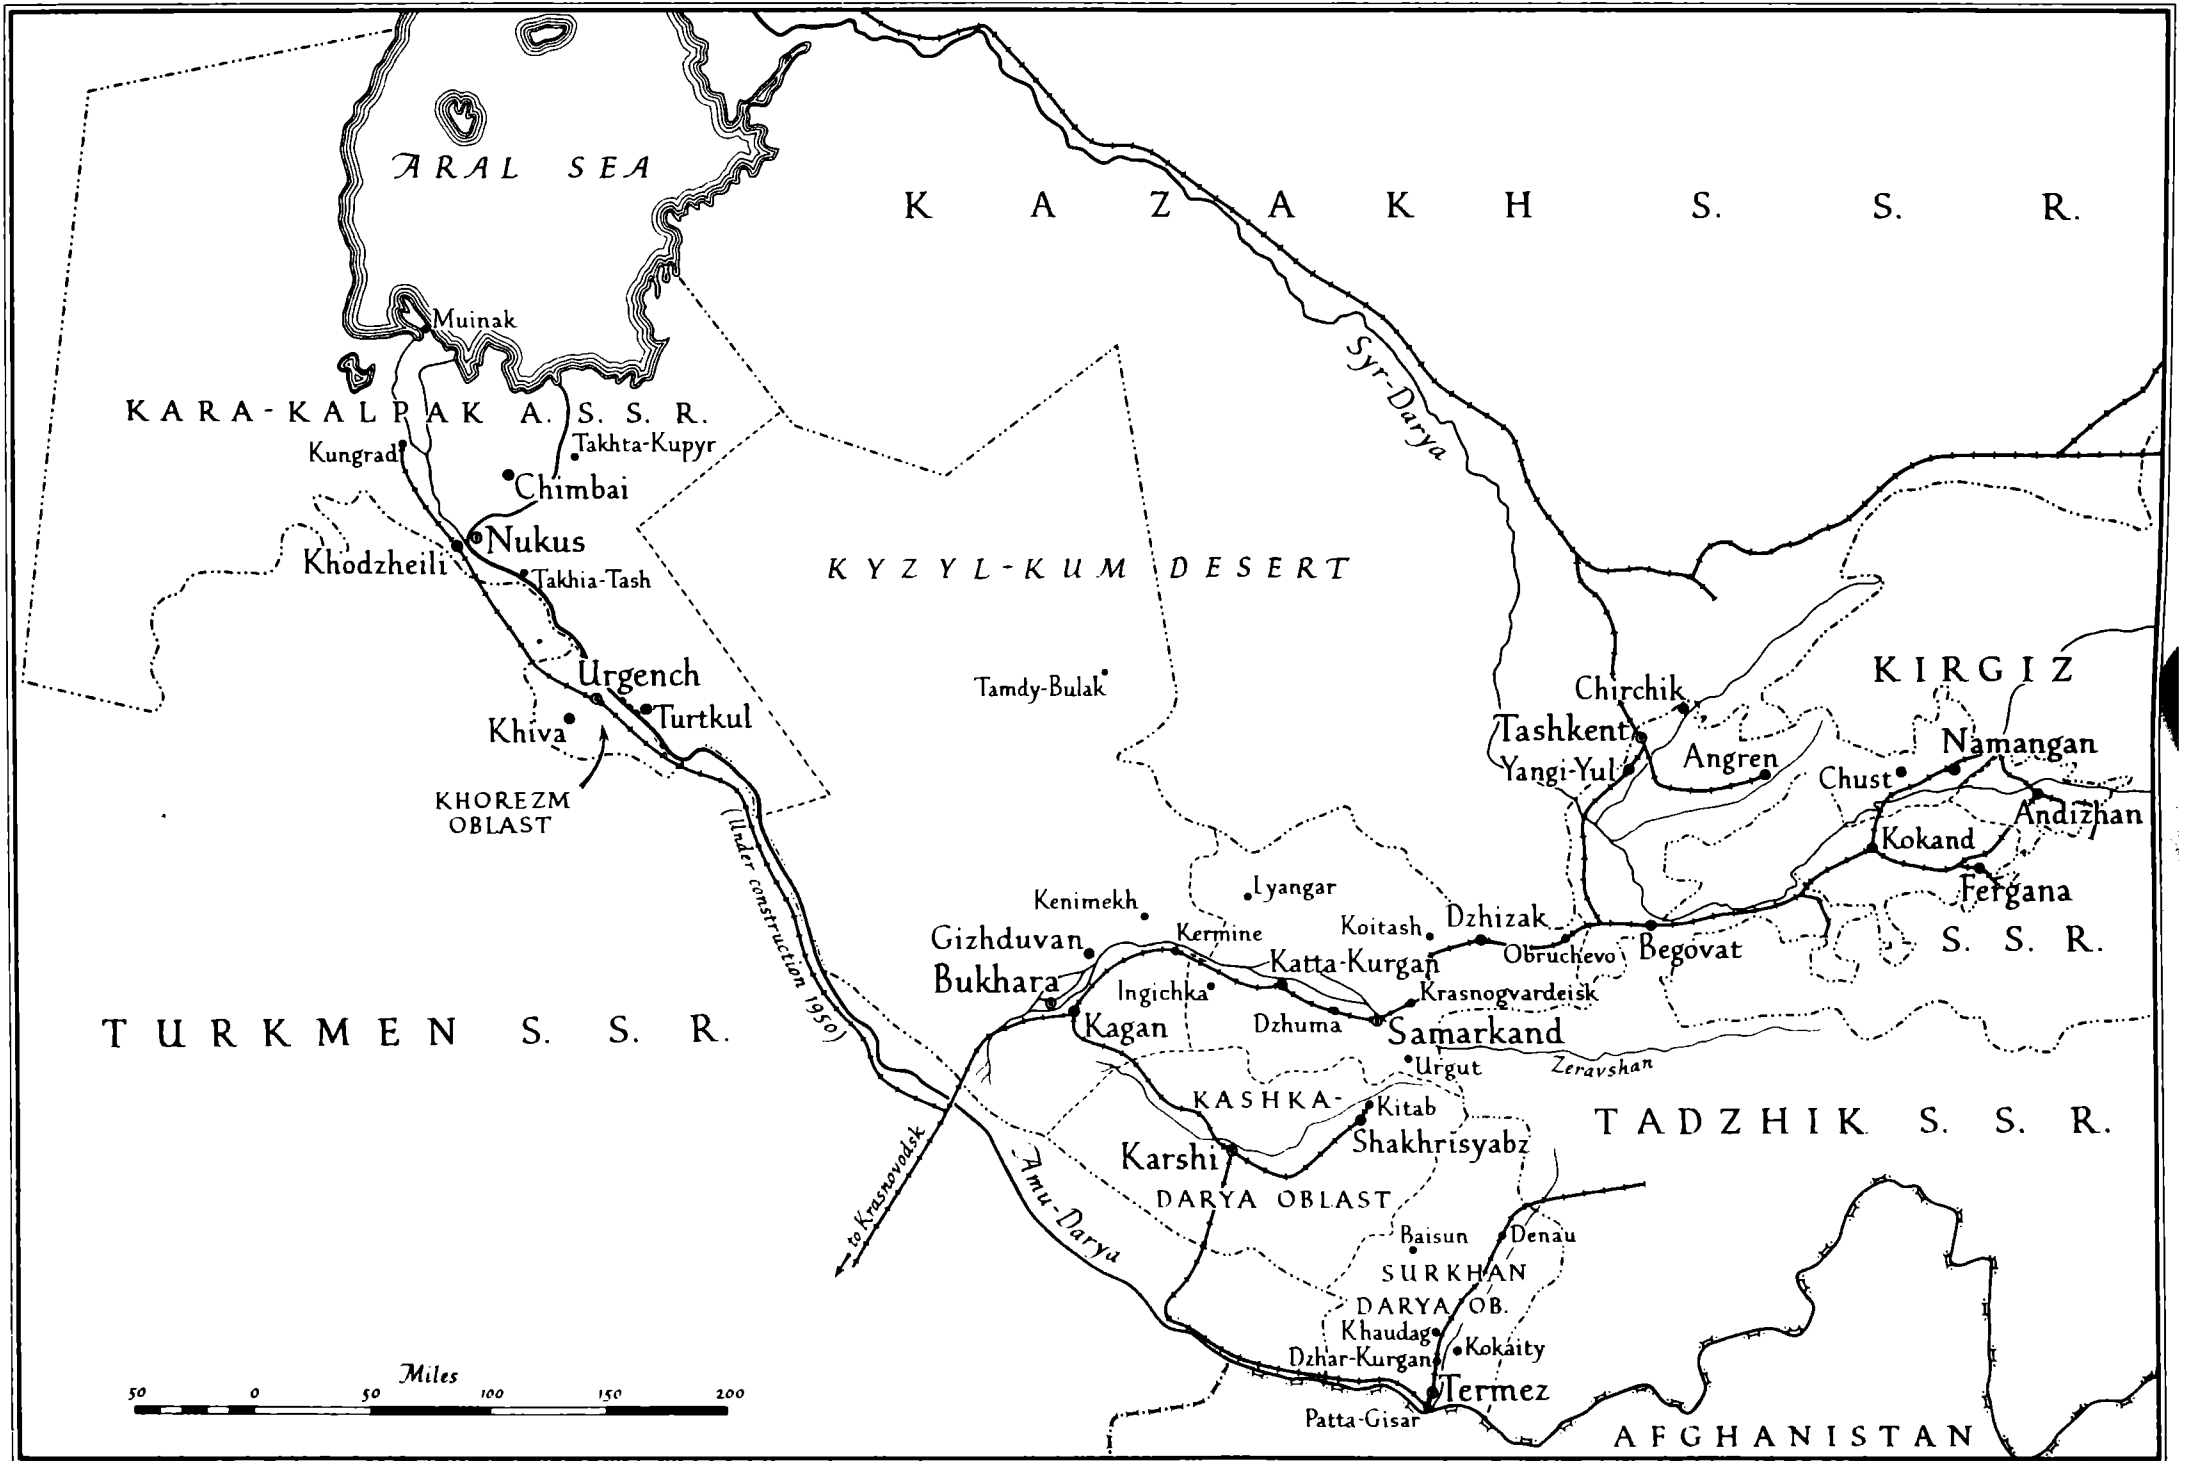 ARAL SEA
KAZAKH S. S. R.
Muinak
Syr-Darya
KARA-KALPAK A. S. S. R.
Kungrad
Takhta-Kupyr
Chimbai
Nukus
Khodzheili
Takhia-Tash
KYZYL-KUM DESERT
Urgench
Tamdy-Bulak
Turtkul
Khiva
KHOREZM
OBLAST
(Under construction 1950)
KIRGIZ
Chirchik
Tashkent
Angren
Yangi-Yul
Namangan
Chust
Andizhan
Kokand
Fergana
S. S. R.
Lyangar
Kenimekh
Koitash
Dzhizak
Gizhduvan
Kermine
Obruchevo
Begovat
Katta-Kurgan
Bukhara
Ingichka
Krasnogvardeisk
Kagan
Dzhuma
Samarkand
TURKMEN S. S. R.
Urgut
Zeravshan
KASHKA-
Kitab
TADZHIK S. S. R.
Shakhrisyabz
Karshi
to Krasnovodsk
Amu-Darya
DARYA OBLAST
Baisun
Denau
SURKHAN
DARYA OB.
Khaudag
Kokaity
Dzhar-Kurgan
Termez
Patta-Gisar
AFGHANISTAN
Miles
50 0 50 100 150 200